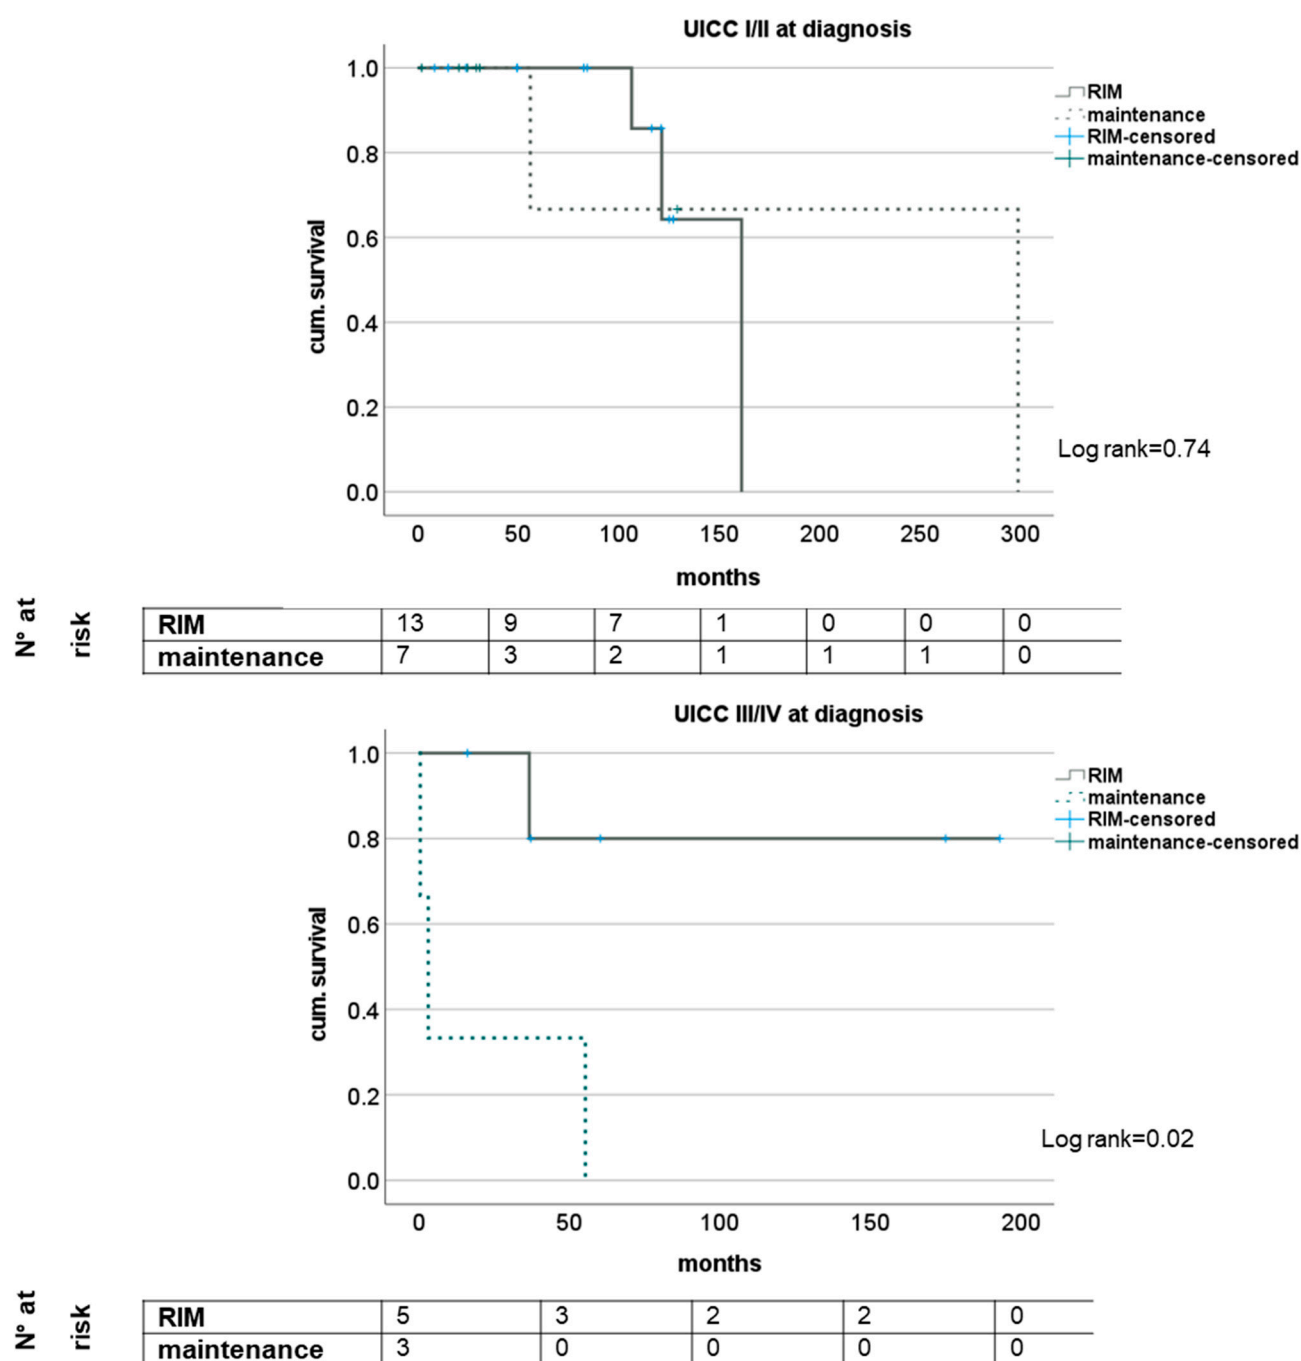 UICC I/II at diagnosis
1.0
0.8
0.6
0.4
0.2
0.0
cum. survival
RIM
maintenance
RIM-censored
maintenance-censored
Log rank=0.74
0 50 100 150 200 250 300
months
N° at
risk
RIM 13 9 7 1 0 0 0
maintenance 7 3 2 1 1 1 0
UICC III/IV at diagnosis
1.0
0.8
0.6
0.4
0.2
0.0
cum. survival
RIM
maintenance
RIM-censored
maintenance-censored
Log rank=0.02
0 50 100 150 200
months
N° at
risk
RIM 5 3 2 2 0
maintenance 3 0 0 0 0